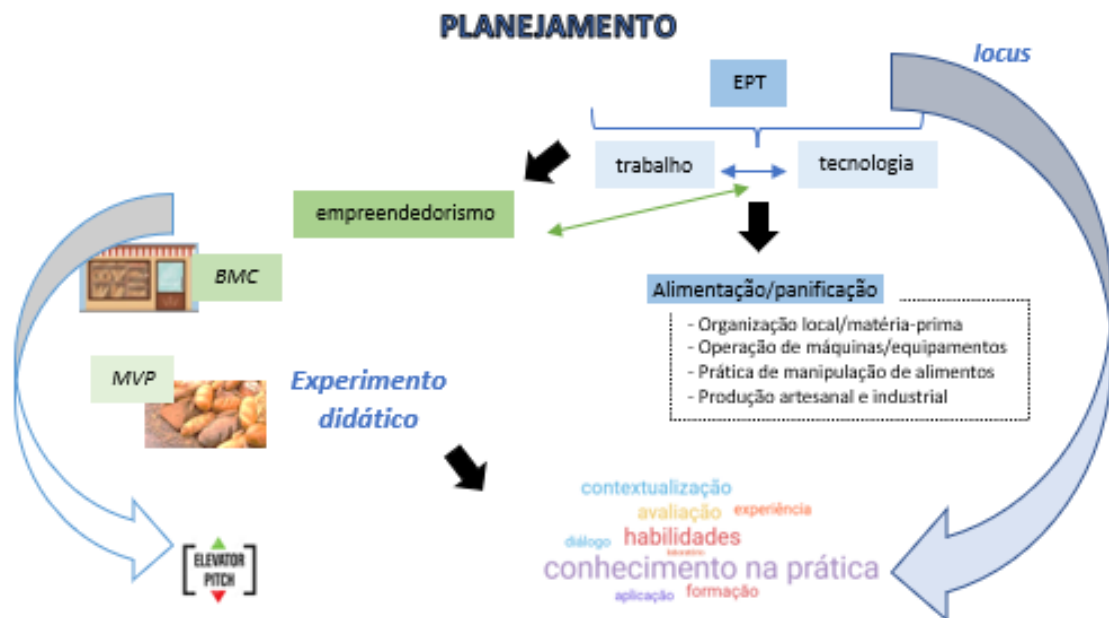 PLANEJAMENTO
locus
EPT
trabalho
tecnologia
empreendedorismo
BMC
Alimentação/panificação
- Organização local/matéria-prima
- Operação de máquinas/equipamentos
- Prática de manipulação de alimentos
- Produção artesanal e industrial
MVP
Experimento
didático
contextualização
avaliação
experiência
diálogo
habilidades
conhecimento na prática
aplicação
formação
ELEVATOR
PITCH